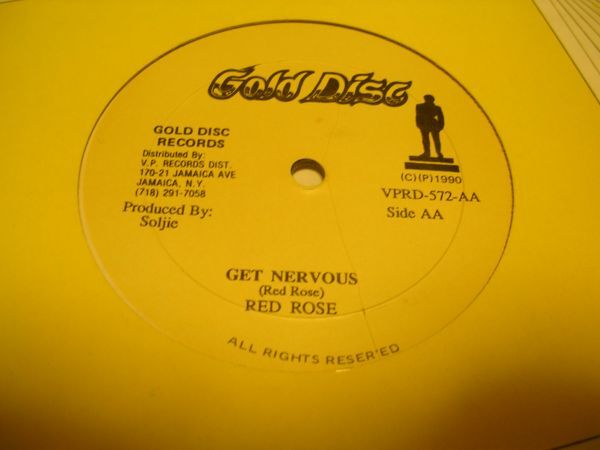 Gold Disc
GOLD DISC
RECORDS
Distributed By:
V.P. RECORDS DIST.
170-21 JAMAICA AVE
JAMAICA, N.Y.
(718) 291-7058
Produced By:
Soljie
(C)(P)1990
VPRD-572-AA
Side AA
GET NERVOUS
(Red Rose)
RED ROSE
ALL RIGHTS RESER'ED